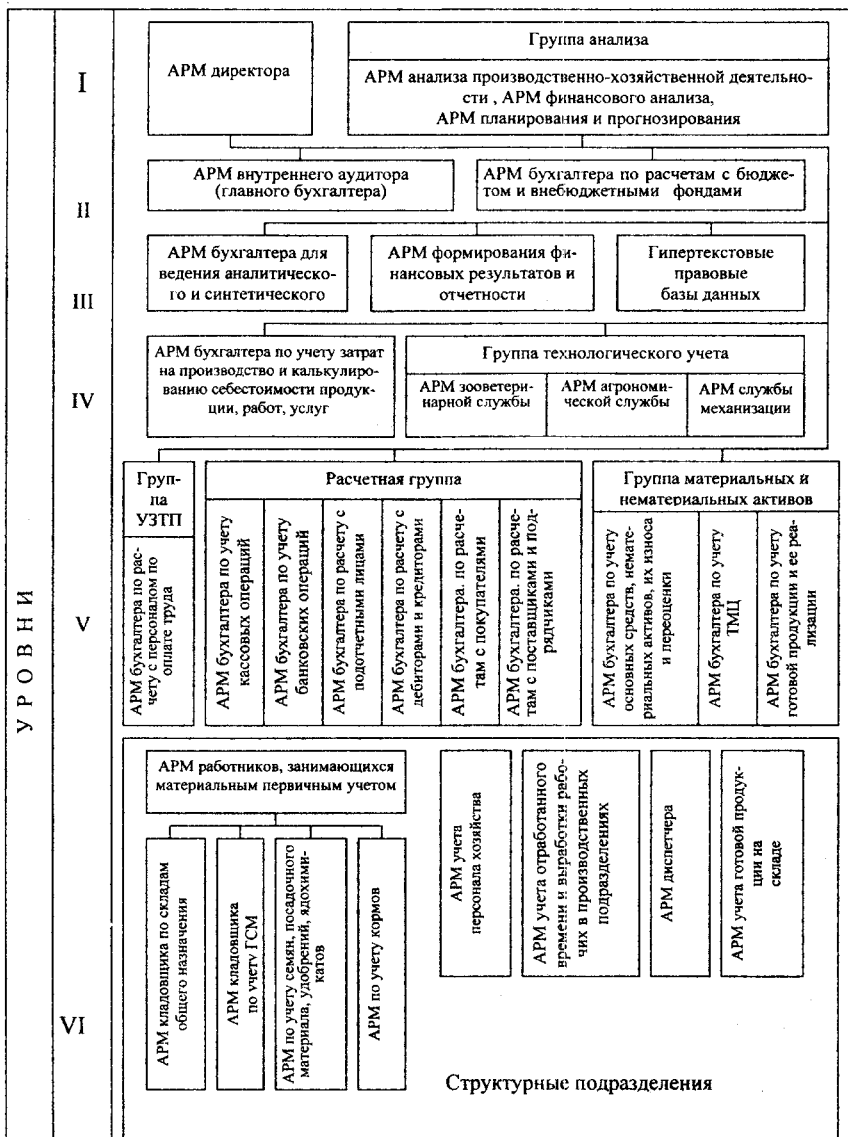 УРОВНИ
I
АРМ директора
Группа анализа
АРМ анализа производственно-хозяйственной деятельно-
сти , АРМ финансового анализа,
АРМ планирования и прогнозирования
II
АРМ внутреннего аудитора
(главного бухгалтера)
АРМ бухгалтера по расчетам с бюдже-
том и внебюджетными фондами
III
АРМ бухгалтера для
ведения аналитическо-
го и синтетического
АРМ формирования фи-
нансовых результатов и
отчетности
Гипертекстовые
правовые
базы данных
IV
АРМ бухгалтера по учету затрат
на производство и калькулиро-
ванию себестоимости продук-
ции, работ, услуг
Группа технологического учета
АРМ зооветери-
нарной службы
АРМ агрономи-
ческой службы
АРМ службы
механизации
V
Груп-
па
УЗТП
АРМ бухгалтера по рас-
чету с персоналом по
оплате труда
Расчетная группа
АРМ бухгалтера по учету
кассовых операций
АРМ бухгалтера по учету
банковских операций
АРМ бухгалтера по расчету с
подотчетными лицами
АРМ бухгалтера по расчету с
дебиторами и кредиторами
АРМ бухгалтера. по расче-
там с покупателями
АРМ бухгалтера. по расче-
там с поставщиками и под-
рядчиками
Группа материальных и
нематериальных активов
АРМ бухгалтера по учету
основных средств, немате-
риальных активов, их износа
и переоценки
АРМ бухгалтера по учету
ТМЦ
АРМ бухгалтера по учету
готовой продукции и ее реа-
лизации
VI
АРМ работников, занимающихся
материальным первичным учетом
АРМ кладовщика по складам
общего назначения
АРМ кладовщика
по учету ГСМ
АРМ по учету семян, посадочного
материала, удобрений, ядохими-
катов
АРМ по учету кормов
АРМ учета
персонала хозяйства
АРМ учета отработанного
времени и выработки рабо-
чих в производственных
подразделениях
АРМ диспетчера
АРМ учета готовой продук-
ции на
складе
Структурные подразделения